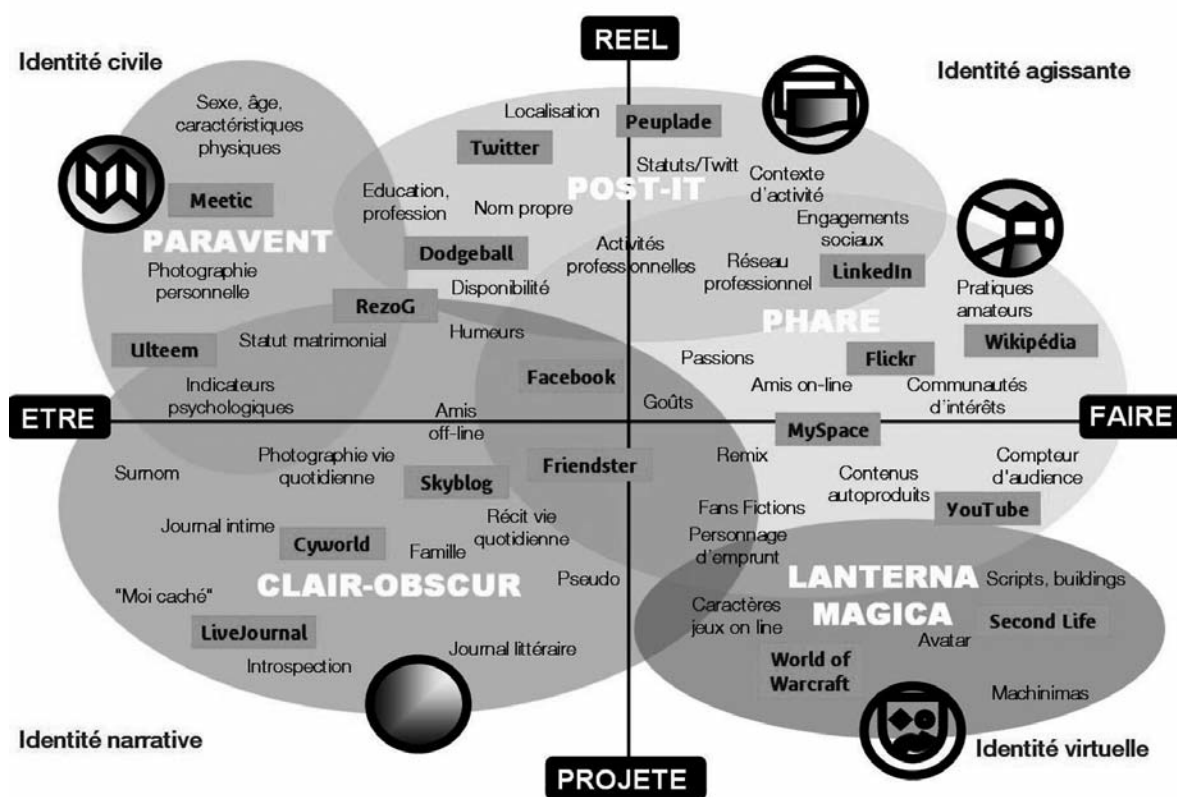 REEL
Identité civile
Identité agissante
Sexe, âge,
caractéristiques
physiques
Localisation
Peuplade
Twitter
Statuts/Twitt
Contexte
d'activité
POST-IT
Education,
profession
Nom propre
Meetic
PARAVENT
Engagements
sociaux
Activités
professionnelles
Dodgeball
Réseau
professionnel
LinkedIn
Photographie
personnelle
Disponibilité
Pratiques
amateurs
RezoG
Humeurs
PHARE
Wikipédia
Ulteem
Statut matrimonial
Passions
Flickr
Facebook
Indicateurs
psychologiques
Amis on-line
Communautés
d'intérêts
Goûts
ETRE
Amis
off-line
MySpace
FAIRE
Surnom
Photographie vie
quotidienne
Skyblog
Friendster
Remix
Contenus
autoproduits
Compteur
d'audience
YouTube
Fans Fictions
Journal intime
Récit vie
quotidienne
Cyworld
Famille
Personnage
d'emprunt
CLAIR-OBSCUR
Pseudo
LANTERNA
MAGICA
Scripts, buildings
"Moi caché"
Caractères
jeux on line
Second Life
LiveJournal
Avatar
Introspection
Journal littéraire
World of
Warcraft
Machinimas
Identité narrative
Identité virtuelle
PROJETE